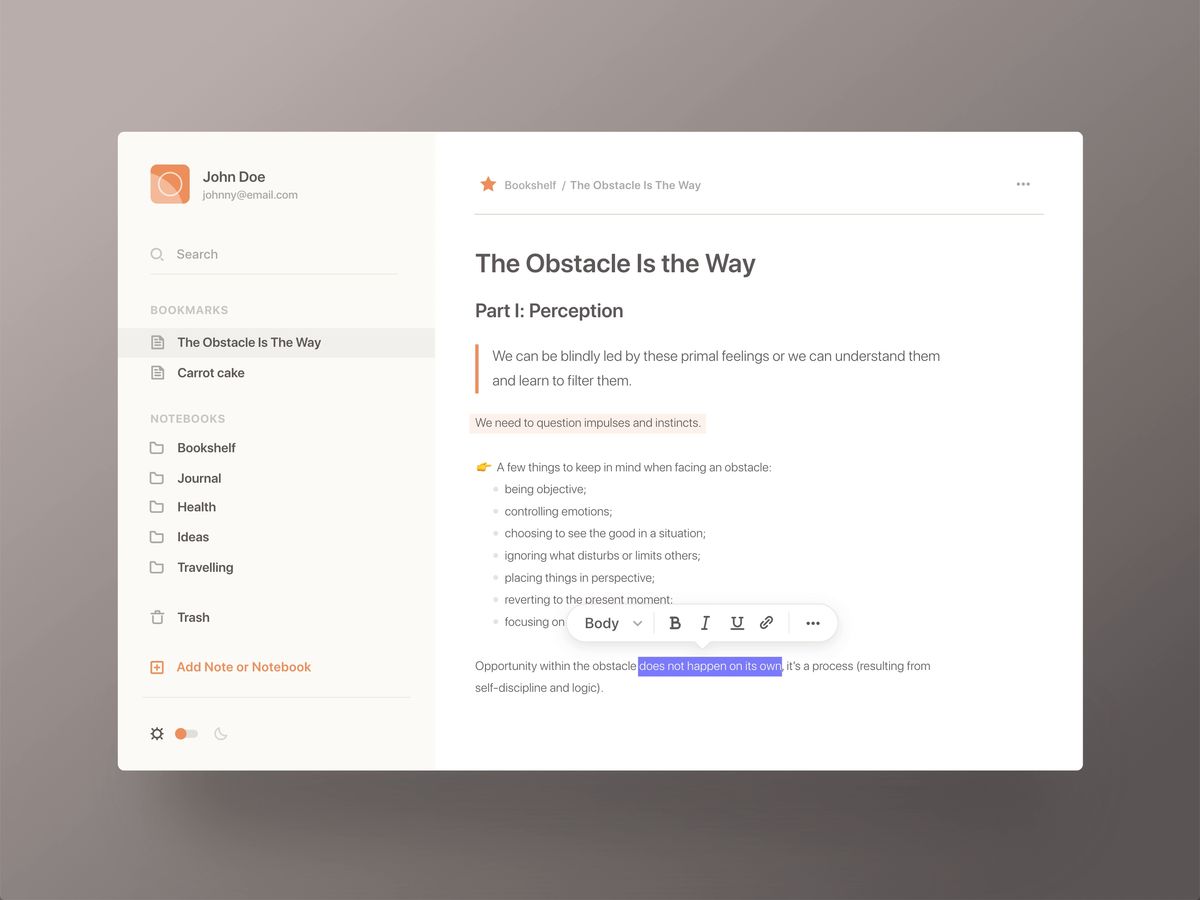 John Doe
johnny@email.com
Search
BOOKMARKS
The Obstacle Is The Way
Carrot cake
NOTEBOOKS
Bookshelf
Journal
Health
Ideas
Travelling
Trash
Add Note or Notebook
Bookshelf / The Obstacle Is The Way
The Obstacle Is the Way
Part I: Perception
We can be blindly led by these primal feelings or we can understand them
and learn to filter them.
We need to question impulses and instincts.
👉 A few things to keep in mind when facing an obstacle:
being objective;
controlling emotions;
choosing to see the good in a situation;
ignoring what disturbs or limits others;
placing things in perspective;
reverting to the present moment;
focusing on
Body B I U
Opportunity within the obstacle does not happen on its own, it's a process (resulting from
self-discipline and logic).